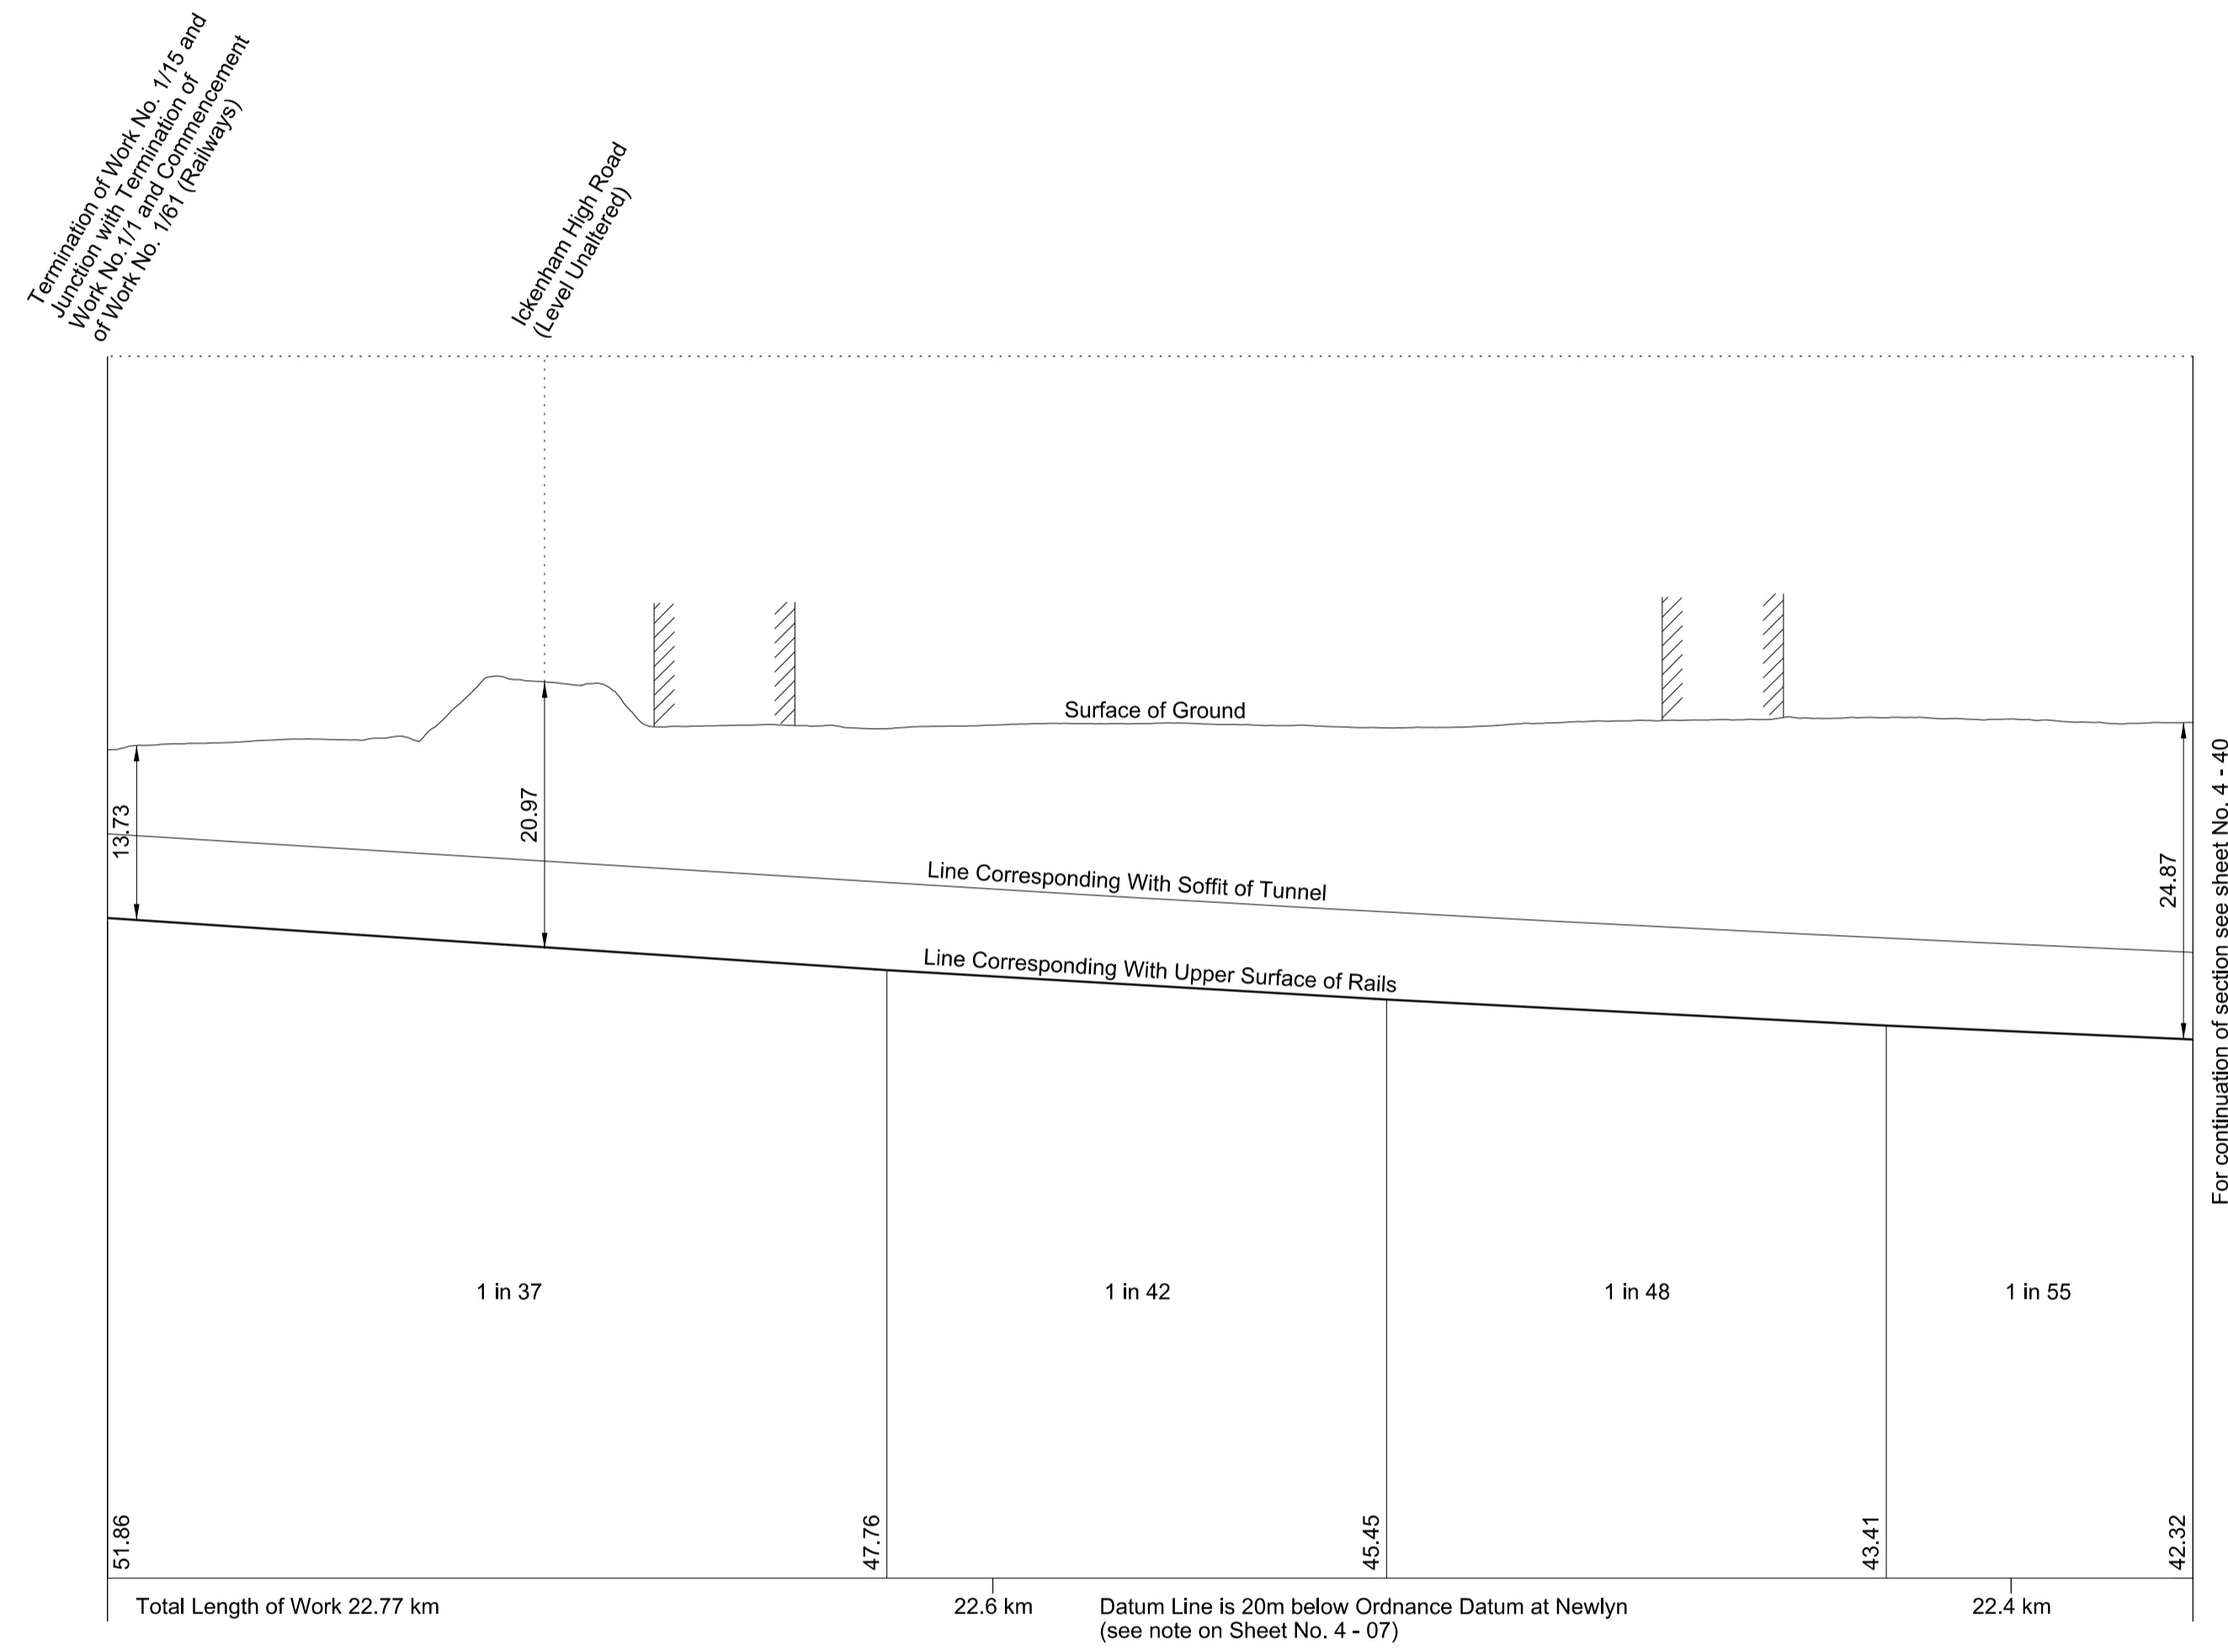 Termination of Work No. 1/15 and
Junction with Termination of
Work No. 1/1 and Commencement
of Work No. 1/61 (Railways)
Ickenham High Road
(Level Unaltered)
Surface of Ground
13.73
20.97
24.87
Line Corresponding With Soffit of Tunnel
Line Corresponding With Upper Surface of Rails
For continuation of section see sheet No. 4 - 40
1 in 37
1 in 42
1 in 48
1 in 55
51.86
47.76
45.45
43.41
42.32
Total Length of Work 22.77 km
22.6 km
Datum Line is 20m below Ordnance Datum at Newlyn
(see note on Sheet No. 4 - 07)
22.4 km